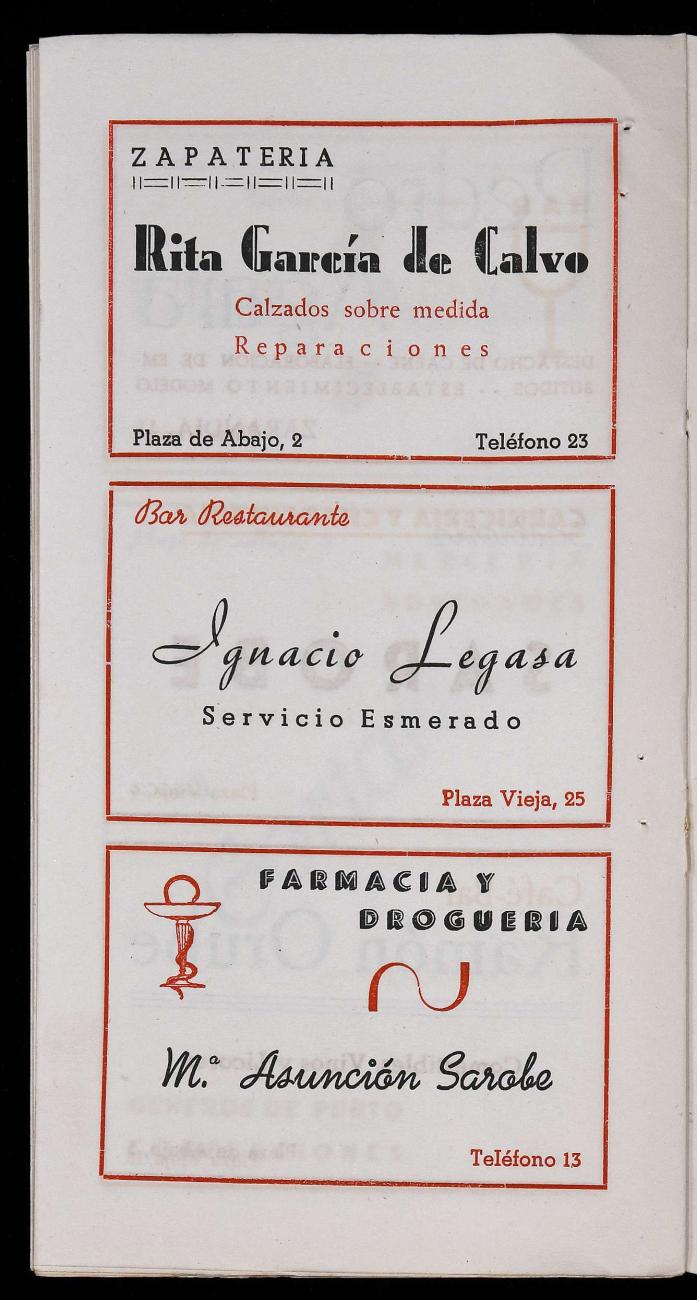 ZAPATERIA
Rita García de Calvo
Calzados sobre medida
Reparaciones
Plaza de Abajo, 2 Teléfono 23
Bar Restaurante
Ignacio Legasa
Servicio Esmerado
Plaza Vieja, 25
FARMACIA Y
DROGUERIA
M.ª Asunción Sarobe
Teléfono 13